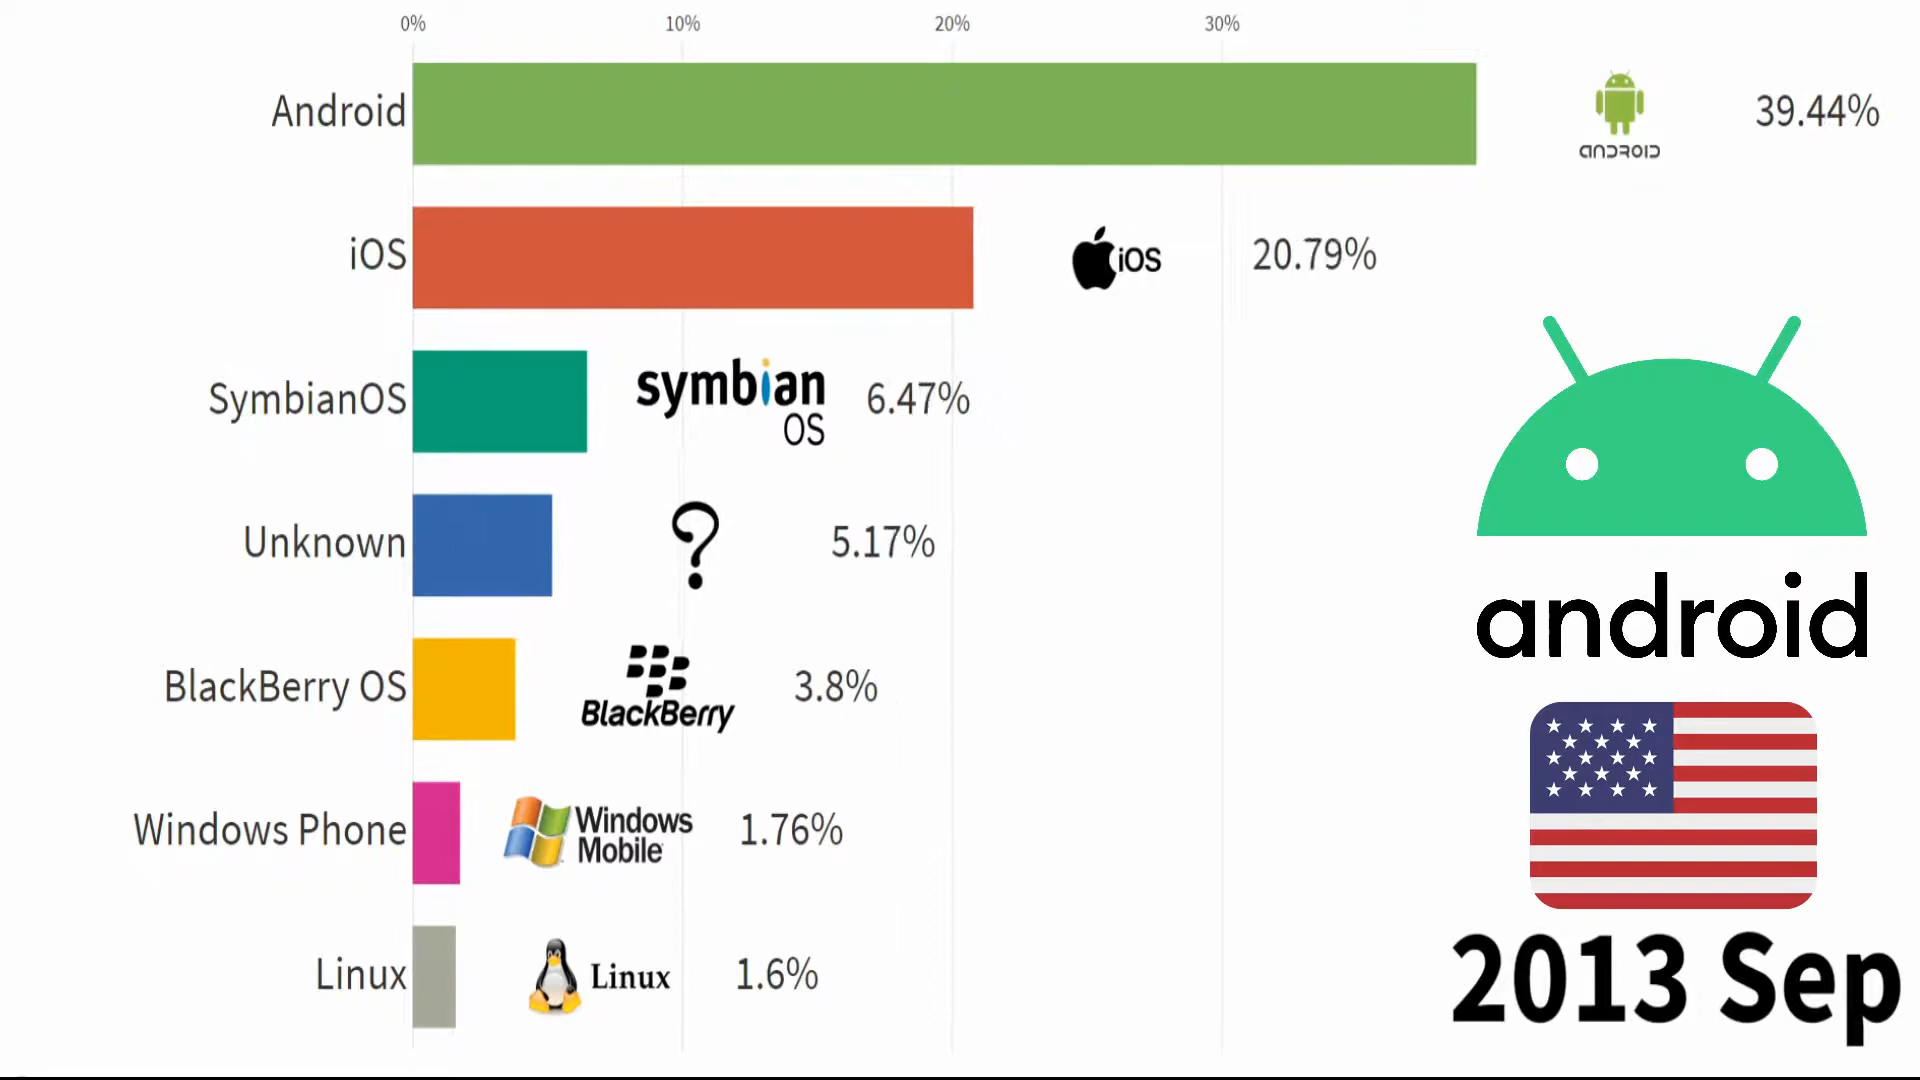 0% 10% 20% 30%
Android ANDROID 39.44%
iOS iOS 20.79%
SymbianOS symbian OS 6.47%
Unknown ? 5.17%
android
BlackBerry OS BlackBerry 3.8%
Windows Phone Windows Mobile 1.76%
Linux Linux 1.6%
2013 Sep